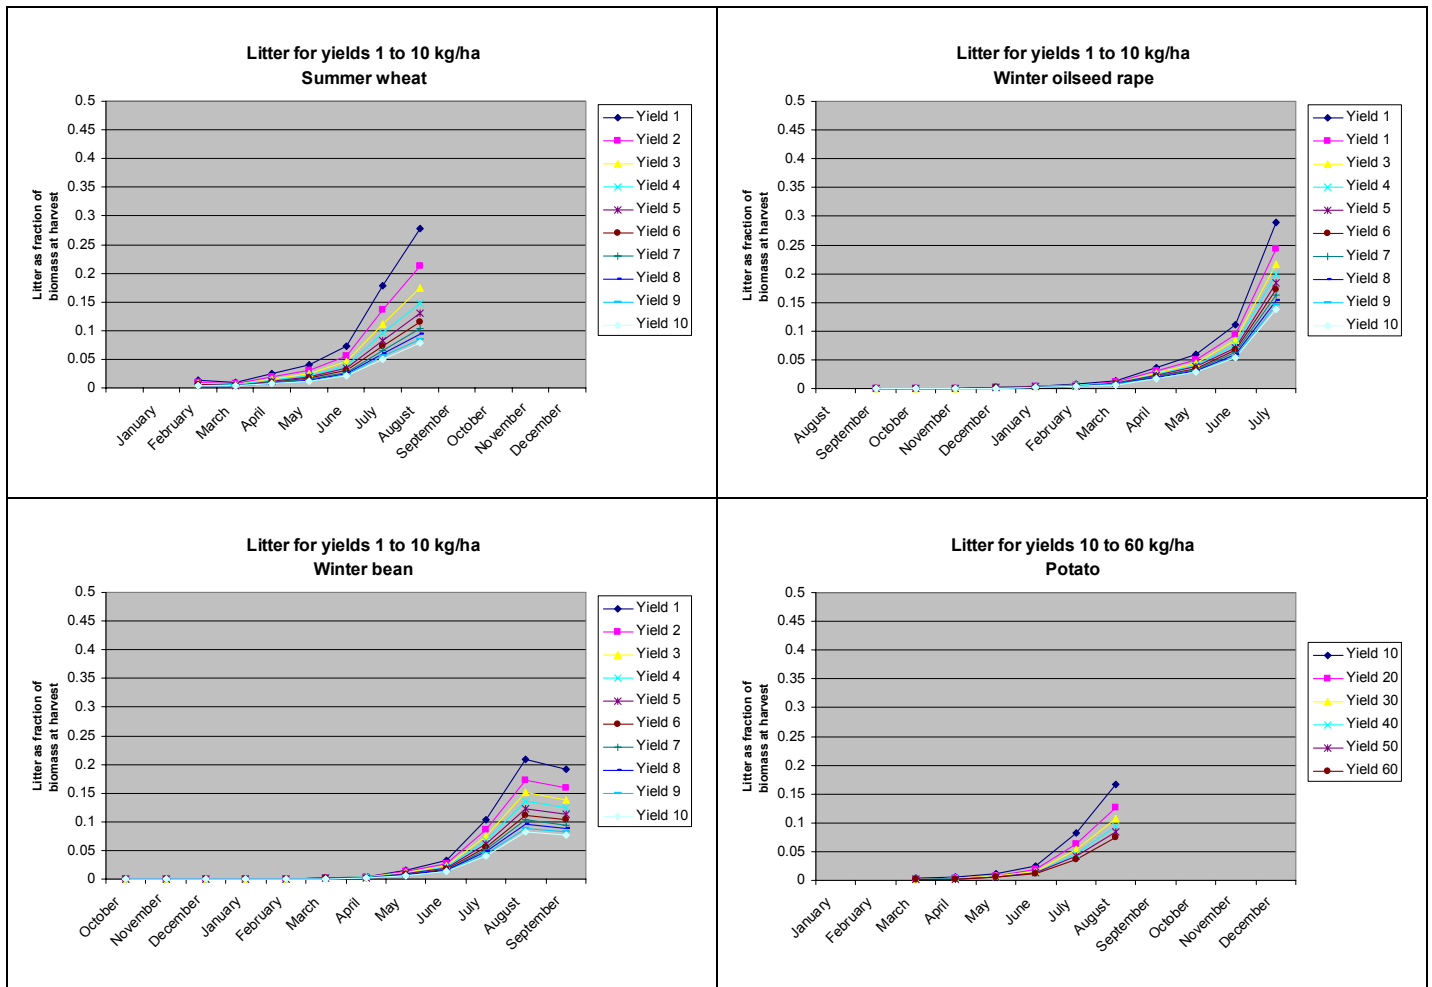 Litter for yields 1 to 10 kg/ha
Summer wheat
Litter as fraction of
biomass at harvest
0.5
0.45
0.4
0.35
0.3
0.25
0.2
0.15
0.1
0.05
0
January
February
March
April
May
June
July
August
September
October
November
December
Yield 1
Yield 2
Yield 3
Yield 4
Yield 5
Yield 6
Yield 7
Yield 8
Yield 9
Yield 10
Litter for yields 1 to 10 kg/ha
Winter oilseed rape
Litter as fraction of
biomass at harvest
0.5
0.45
0.4
0.35
0.3
0.25
0.2
0.15
0.1
0.05
0
August
September
October
November
December
January
February
March
April
May
June
July
Yield 1
Yield 1
Yield 3
Yield 4
Yield 5
Yield 6
Yield 7
Yield 8
Yield 9
Yield 10
Litter for yields 1 to 10 kg/ha
Winter bean
Litter as fraction of
biomass at harvest
0.5
0.45
0.4
0.35
0.3
0.25
0.2
0.15
0.1
0.05
0
October
November
December
January
February
March
April
May
June
July
August
September
Yield 1
Yield 2
Yield 3
Yield 4
Yield 5
Yield 6
Yield 7
Yield 8
Yield 9
Yield 10
Litter for yields 10 to 60 kg/ha
Potato
Litter as fraction of
biomass at harvest
0.5
0.45
0.4
0.35
0.3
0.25
0.2
0.15
0.1
0.05
0
January
February
March
April
May
June
July
August
September
October
November
December
Yield 10
Yield 20
Yield 30
Yield 40
Yield 50
Yield 60